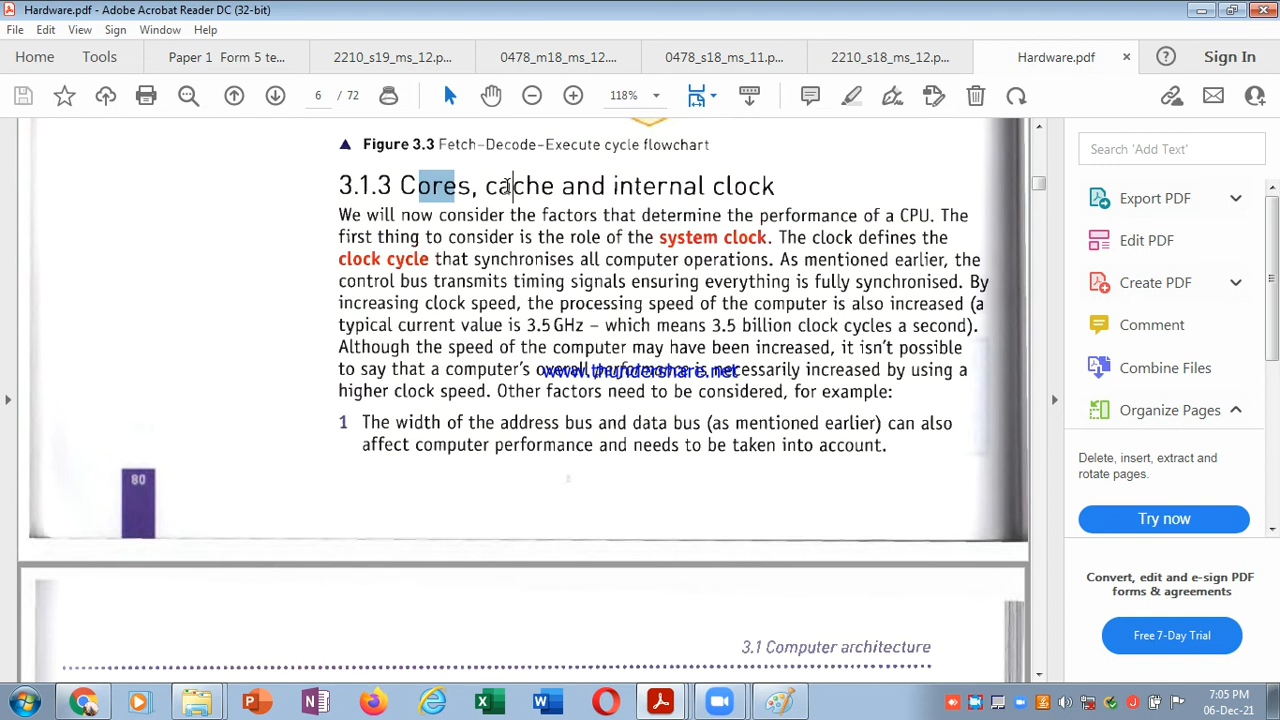 Hardware.pdf - Adobe Acrobat Reader DC (32-bit)
File Edit View Sign Window Help
Home Tools Paper 1 Form 5 te... 2210_s19_ms_12.p... 0478_m18_ms_12.... 0478_s18_ms_11.p... 2210_s18_ms_12.p... Hardware.pdf × Sign In
6 / 72 118%
▲ Figure 3.3 Fetch–Decode–Execute cycle flowchart
3.1.3 Cores, cache and internal clock
We will now consider the factors that determine the performance of a CPU. The
first thing to consider is the role of the system clock. The clock defines the
clock cycle that synchronises all computer operations. As mentioned earlier, the
control bus transmits timing signals ensuring everything is fully synchronised. By
increasing clock speed, the processing speed of the computer is also increased (a
typical current value is 3.5 GHz – which means 3.5 billion clock cycles a second).
Although the speed of the computer may have been increased, it isn't possible
to say that a computer's overall performance is necessarily increased by using a
www.thundershare.net
higher clock speed. Other factors need to be considered, for example:
1 The width of the address bus and data bus (as mentioned earlier) can also
affect computer performance and needs to be taken into account.
80
3.1 Computer architecture
Search 'Add Text'
Export PDF
Edit PDF
Create PDF
Comment
Combine Files
Organize Pages
Delete, insert, extract and
rotate pages.
Try now
Convert, edit and e-sign PDF
forms & agreements
Free 7-Day Trial
7:05 PM
06-Dec-21